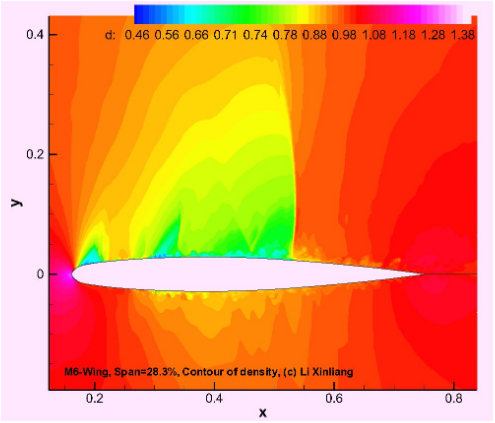 d: 0.46 0.56 0.66 0.71 0.74 0.78 0.88 0.98 1.08 1.18 1.28 1.38
0.4
0.2
y
0
M6-Wing, Span=28.3%, Contour of density, (c) Li Xinliang
0.2 0.4 0.6 0.8
x